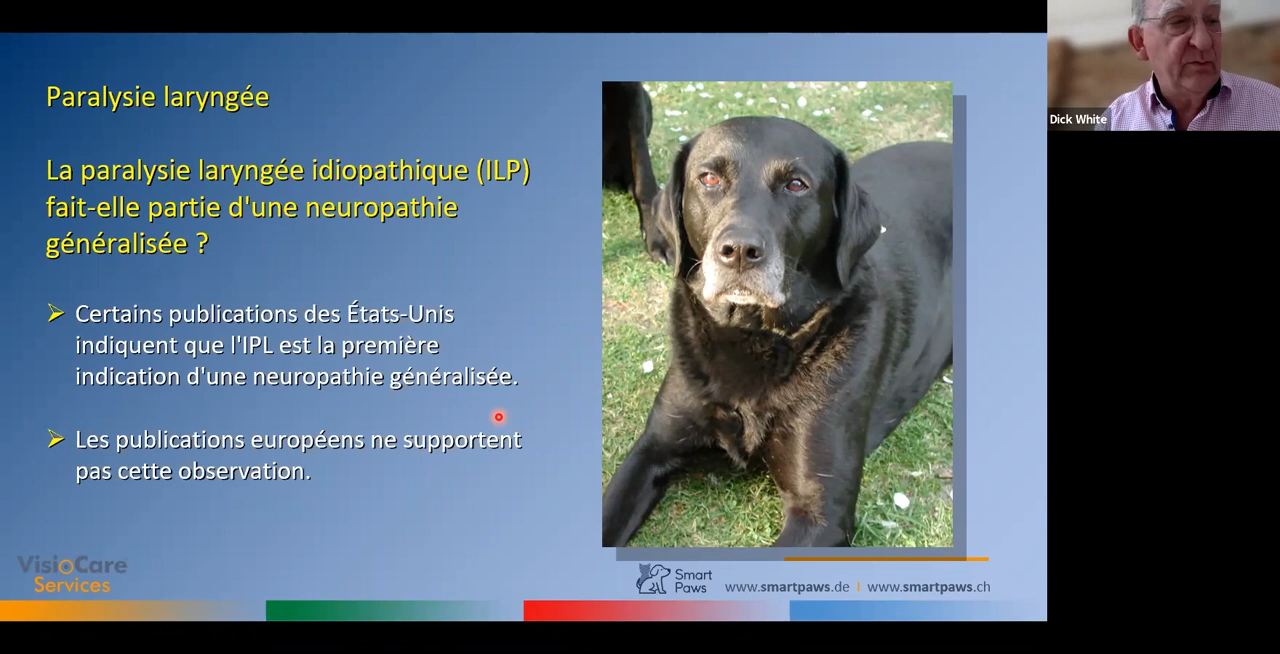 Paralysie laryngée
La paralysie laryngée idiopathique (ILP)
fait-elle partie d'une neuropathie
généralisée ?
Certains publications des États-Unis
indiquent que l'IPL est la première
indication d'une neuropathie généralisée.
Les publications européens ne supportent
pas cette observation.
VisioCare
Services
Smart
Paws
www.smartpaws.de | www.smartpaws.ch
Dick White